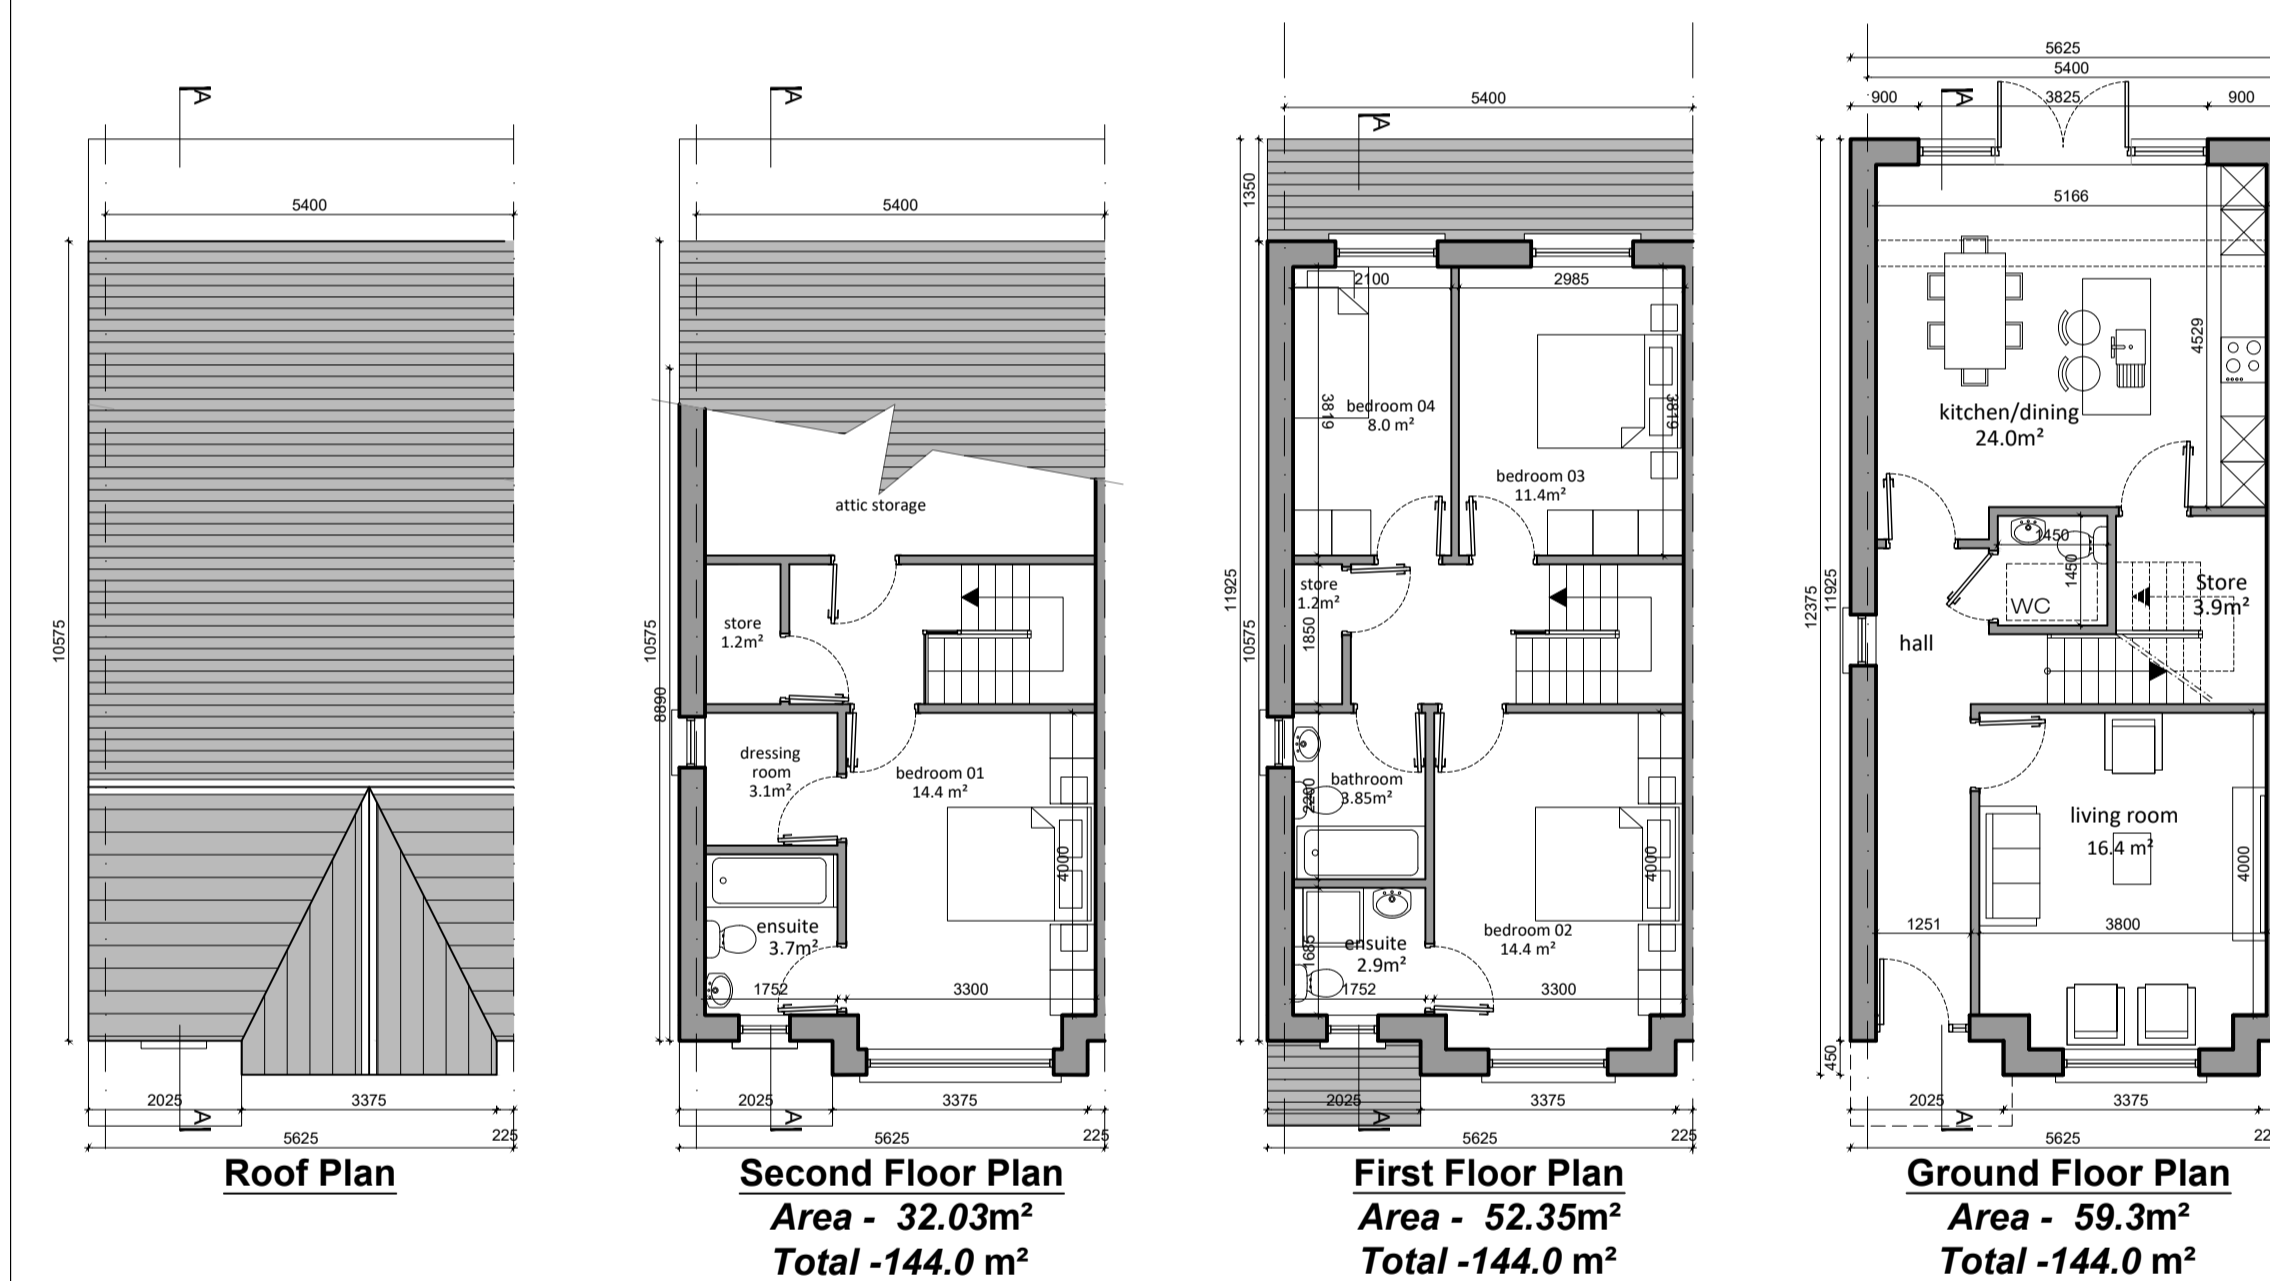 A
5400
10575
2025
3375
A
5625
225
Roof Plan
A
5400
10575
8890
attic storage
store
1.2m²
dressing
room
3.1m²
bedroom 01
14.4 m²
4000
ensuite
3.7m²
1752
3300
2025
3375
A
5625
225
Second Floor Plan
Area - 32.03m²
Total -144.0 m²
5400
A
1350
11925
10575
2100
2985
3819
3819
bedroom 04
8.0 m²
bedroom 03
11.4m²
store
1.2m²
1850
bathroom
3.85m²
2200
4000
bedroom 02
14.4 m²
ensuite
2.9m²
1685
1752
3300
2025
3375
A
5625
225
First Floor Plan
Area - 52.35m²
Total -144.0 m²
5625
5400
900
A
3825
900
5166
4529
kitchen/dining
24.0m²
12375
11925
1450
1450
WC
Store
3.9m²
hall
living room
16.4 m²
4000
1251
3800
450
2025
3375
A
5625
22
Ground Floor Plan
Area - 59.3m²
Total -144.0 m²